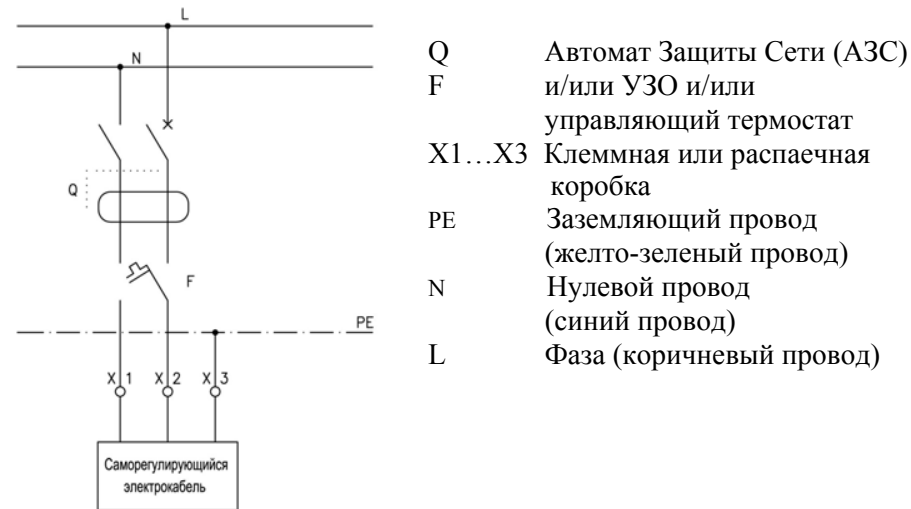 L
N
Q
F
PE
X 1 X 2 X 3
Саморегулирующийся
электрокабель
Q Автомат Защиты Сети (АЗС)
F и/или УЗО и/или
управляющий термостат
X1…X3 Клеммная или распаечная
коробка
PE Заземляющий провод
(желто-зеленый провод)
N Нулевой провод
(синий провод)
L Фаза (коричневый провод)